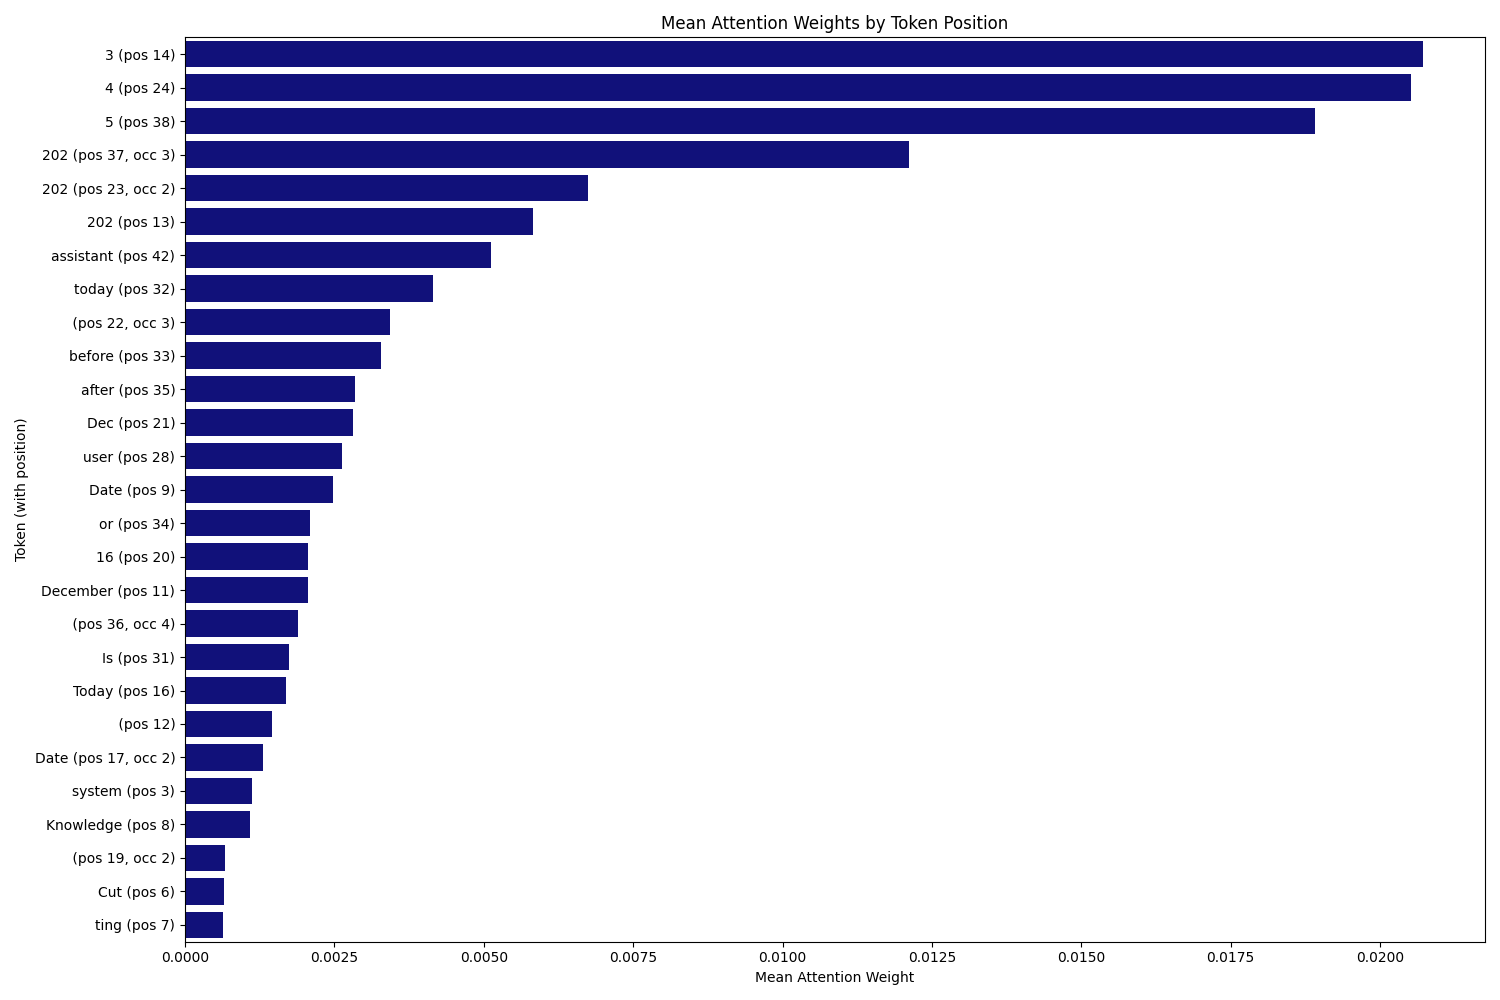 Mean Attention Weights by Token Position
3 (pos 14)
4 (pos 24)
5 (pos 38)
202 (pos 37, occ 3)
202 (pos 23, occ 2)
202 (pos 13)
assistant (pos 42)
today (pos 32)
(pos 22, occ 3)
before (pos 33)
after (pos 35)
Dec (pos 21)
user (pos 28)
Date (pos 9)
or (pos 34)
16 (pos 20)
December (pos 11)
(pos 36, occ 4)
Is (pos 31)
Today (pos 16)
(pos 12)
Date (pos 17, occ 2)
system (pos 3)
Knowledge (pos 8)
(pos 19, occ 2)
Cut (pos 6)
ting (pos 7)
Token (with position)
0.0000 0.0025 0.0050 0.0075 0.0100 0.0125 0.0150 0.0175 0.0200
Mean Attention Weight